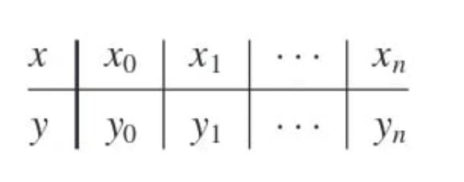 x x₀ x₁ ··· xₙ
y y₀ y₁ ··· yₙ